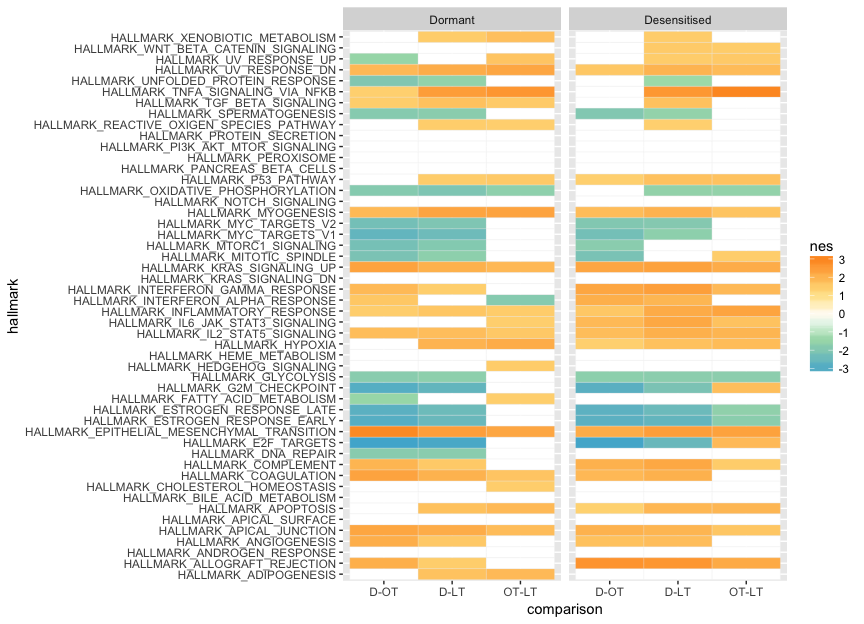 Dormant
Desensitised
HALLMARK_XENOBIOTIC_METABOLISM
HALLMARK_WNT_BETA_CATENIN_SIGNALING
HALLMARK_UV_RESPONSE_UP
HALLMARK_UV_RESPONSE_DN
HALLMARK_UNFOLDED_PROTEIN_RESPONSE
HALLMARK_TNFA_SIGNALING_VIA_NFKB
HALLMARK_TGF_BETA_SIGNALING
HALLMARK_SPERMATOGENESIS
HALLMARK_REACTIVE_OXIGEN_SPECIES_PATHWAY
HALLMARK_PROTEIN_SECRETION
HALLMARK_PI3K_AKT_MTOR_SIGNALING
HALLMARK_PEROXISOME
HALLMARK_PANCREAS_BETA_CELLS
HALLMARK_P53_PATHWAY
HALLMARK_OXIDATIVE_PHOSPHORYLATION
HALLMARK_NOTCH_SIGNALING
HALLMARK_MYOGENESIS
HALLMARK_MYC_TARGETS_V2
HALLMARK_MYC_TARGETS_V1
HALLMARK_MTORC1_SIGNALING
HALLMARK_MITOTIC_SPINDLE
HALLMARK_KRAS_SIGNALING_UP
HALLMARK_KRAS_SIGNALING_DN
HALLMARK_INTERFERON_GAMMA_RESPONSE
HALLMARK_INTERFERON_ALPHA_RESPONSE
HALLMARK_INFLAMMATORY_RESPONSE
HALLMARK_IL6_JAK_STAT3_SIGNALING
HALLMARK_IL2_STAT5_SIGNALING
HALLMARK_HYPOXIA
HALLMARK_HEME_METABOLISM
HALLMARK_HEDGEHOG_SIGNALING
HALLMARK_GLYCOLYSIS
HALLMARK_G2M_CHECKPOINT
HALLMARK_FATTY_ACID_METABOLISM
HALLMARK_ESTROGEN_RESPONSE_LATE
HALLMARK_ESTROGEN_RESPONSE_EARLY
HALLMARK_EPITHELIAL_MESENCHYMAL_TRANSITION
HALLMARK_E2F_TARGETS
HALLMARK_DNA_REPAIR
HALLMARK_COMPLEMENT
HALLMARK_COAGULATION
HALLMARK_CHOLESTEROL_HOMEOSTASIS
HALLMARK_BILE_ACID_METABOLISM
HALLMARK_APOPTOSIS
HALLMARK_APICAL_SURFACE
HALLMARK_APICAL_JUNCTION
HALLMARK_ANGIOGENESIS
HALLMARK_ANDROGEN_RESPONSE
HALLMARK_ALLOGRAFT_REJECTION
HALLMARK_ADIPOGENESIS
hallmark
D-OT D-LT OT-LT
D-OT D-LT OT-LT
comparison
nes
3
2
1
0
-1
-2
-3